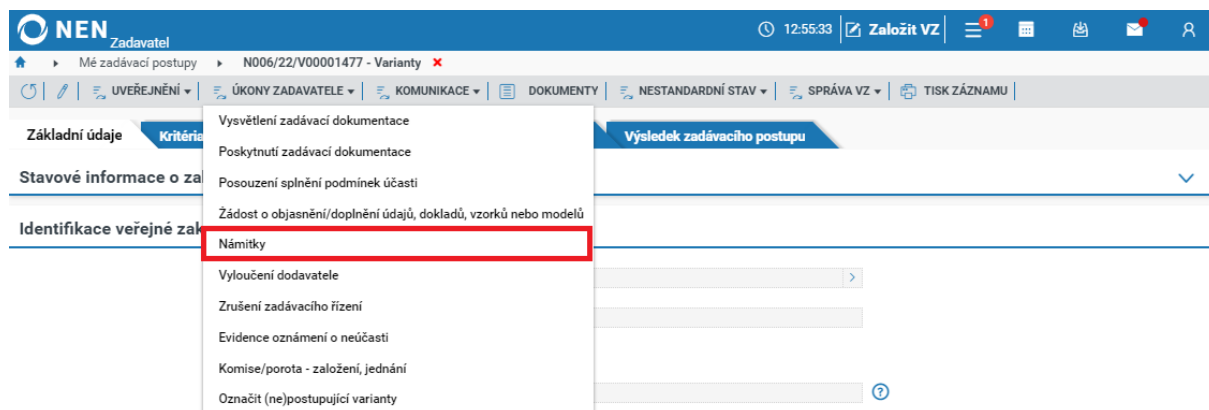 NEN Zadavatel 12:55:33 Založit VZ 1
Mé zadávací postupy N006/22/V00001477 - Varianty
UVEŘEJNĚNÍ ÚKONY ZADAVATELE KOMUNIKACE DOKUMENTY NESTANDARDNÍ STAV SPRÁVA VZ TISK ZÁZNAMU
Základní údaje Kritéria Výsledek zadávacího postupu
Stavové informace o za
Identifikace veřejné zak
Vysvětlení zadávací dokumentace
Poskytnutí zadávací dokumentace
Posouzení splnění podmínek účasti
Žádost o objasnění/doplnění údajů, dokladů, vzorků nebo modelů
Námitky
Vyloučení dodavatele
Zrušení zadávacího řízení
Evidence oznámení o neúčasti
Komise/porota - založení, jednání
Označit (ne)postupující varianty